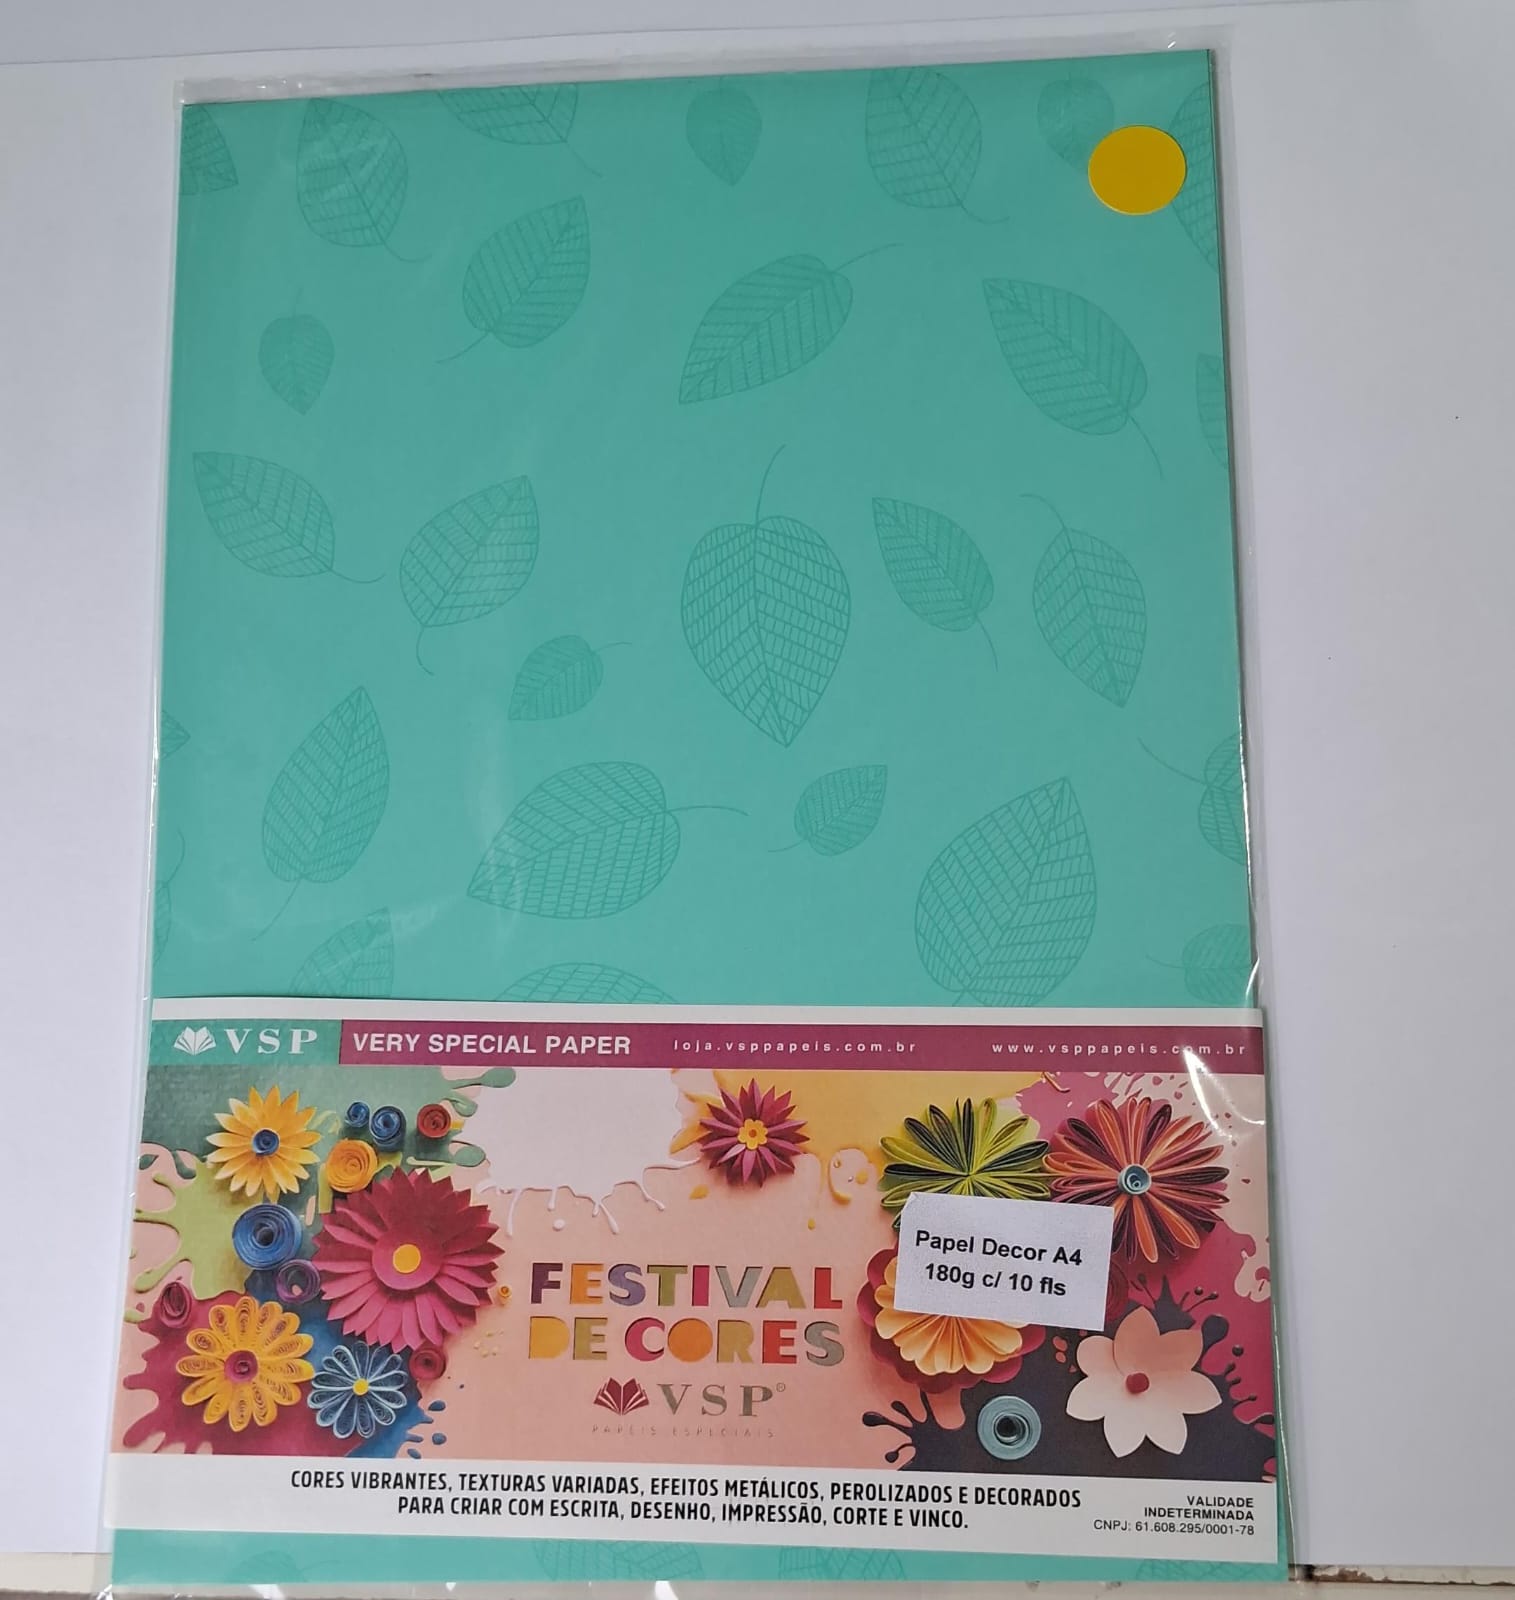 VSP VERY SPECIAL PAPER loja.vsppapeis.com.br www.vsppapeis.com.br
Papel Decor A4
180g c/ 10 fls
FESTIVAL
DE CORES
VSP®
PAPÉIS ESPECIAIS
CORES VIBRANTES, TEXTURAS VARIADAS, EFEITOS METÁLICOS, PEROLIZADOS E DECORADOS
PARA CRIAR COM ESCRITA, DESENHO, IMPRESSÃO, CORTE E VINCO.
VALIDADE
INDETERMINADA
CNPJ: 61.608.295/0001-78